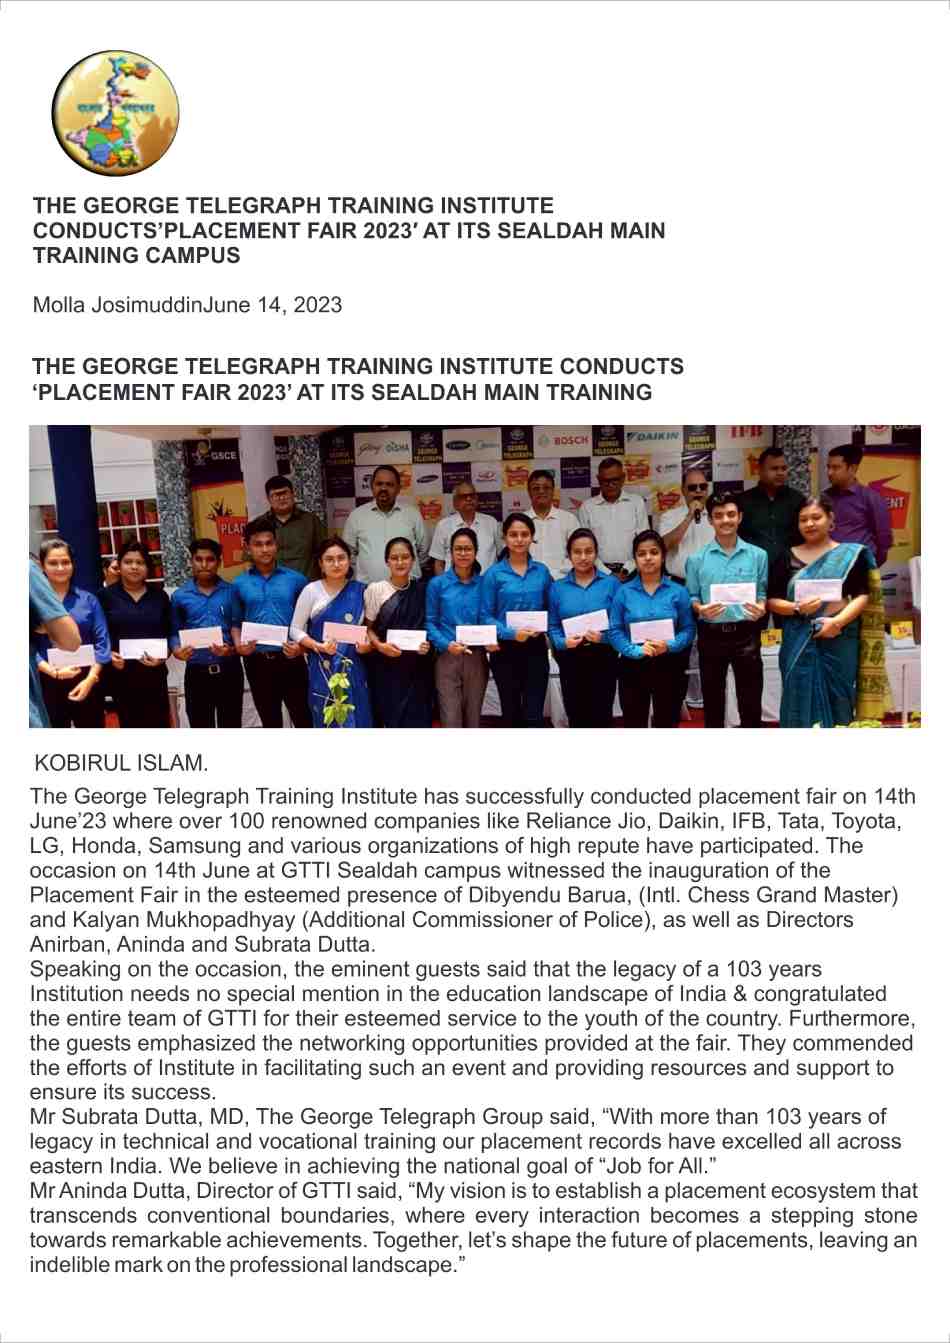 বাংলার
THE GEORGE TELEGRAPH TRAINING INSTITUTE
CONDUCTS’PLACEMENT FAIR 2023′ AT ITS SEALDAH MAIN
TRAINING CAMPUS
Molla JosimuddinJune 14, 2023
THE GEORGE TELEGRAPH TRAINING INSTITUTE CONDUCTS
‘PLACEMENT FAIR 2023’ AT ITS SEALDAH MAIN TRAINING
GSCE
Godrej DISHA
GEORGE TELEGRAPH
Carrier
BOSCH
GEORGE TELEGRAPH
DAIKIN
GEORGE TELEGRAPH
IFB
SAMSUNG
KOBIRUL ISLAM.
The George Telegraph Training Institute has successfully conducted placement fair on 14th
June’23 where over 100 renowned companies like Reliance Jio, Daikin, IFB, Tata, Toyota,
LG, Honda, Samsung and various organizations of high repute have participated. The
occasion on 14th June at GTTI Sealdah campus witnessed the inauguration of the
Placement Fair in the esteemed presence of Dibyendu Barua, (Intl. Chess Grand Master)
and Kalyan Mukhopadhyay (Additional Commissioner of Police), as well as Directors
Anirban, Aninda and Subrata Dutta.
Speaking on the occasion, the eminent guests said that the legacy of a 103 years
Institution needs no special mention in the education landscape of India & congratulated
the entire team of GTTI for their esteemed service to the youth of the country. Furthermore,
the guests emphasized the networking opportunities provided at the fair. They commended
the efforts of Institute in facilitating such an event and providing resources and support to
ensure its success.
Mr Subrata Dutta, MD, The George Telegraph Group said, “With more than 103 years of
legacy in technical and vocational training our placement records have excelled all across
eastern India. We believe in achieving the national goal of “Job for All.”
Mr Aninda Dutta, Director of GTTI said, “My vision is to establish a placement ecosystem that
transcends conventional boundaries, where every interaction becomes a stepping stone
towards remarkable achievements. Together, let’s shape the future of placements, leaving an
indelible mark on the professional landscape.”